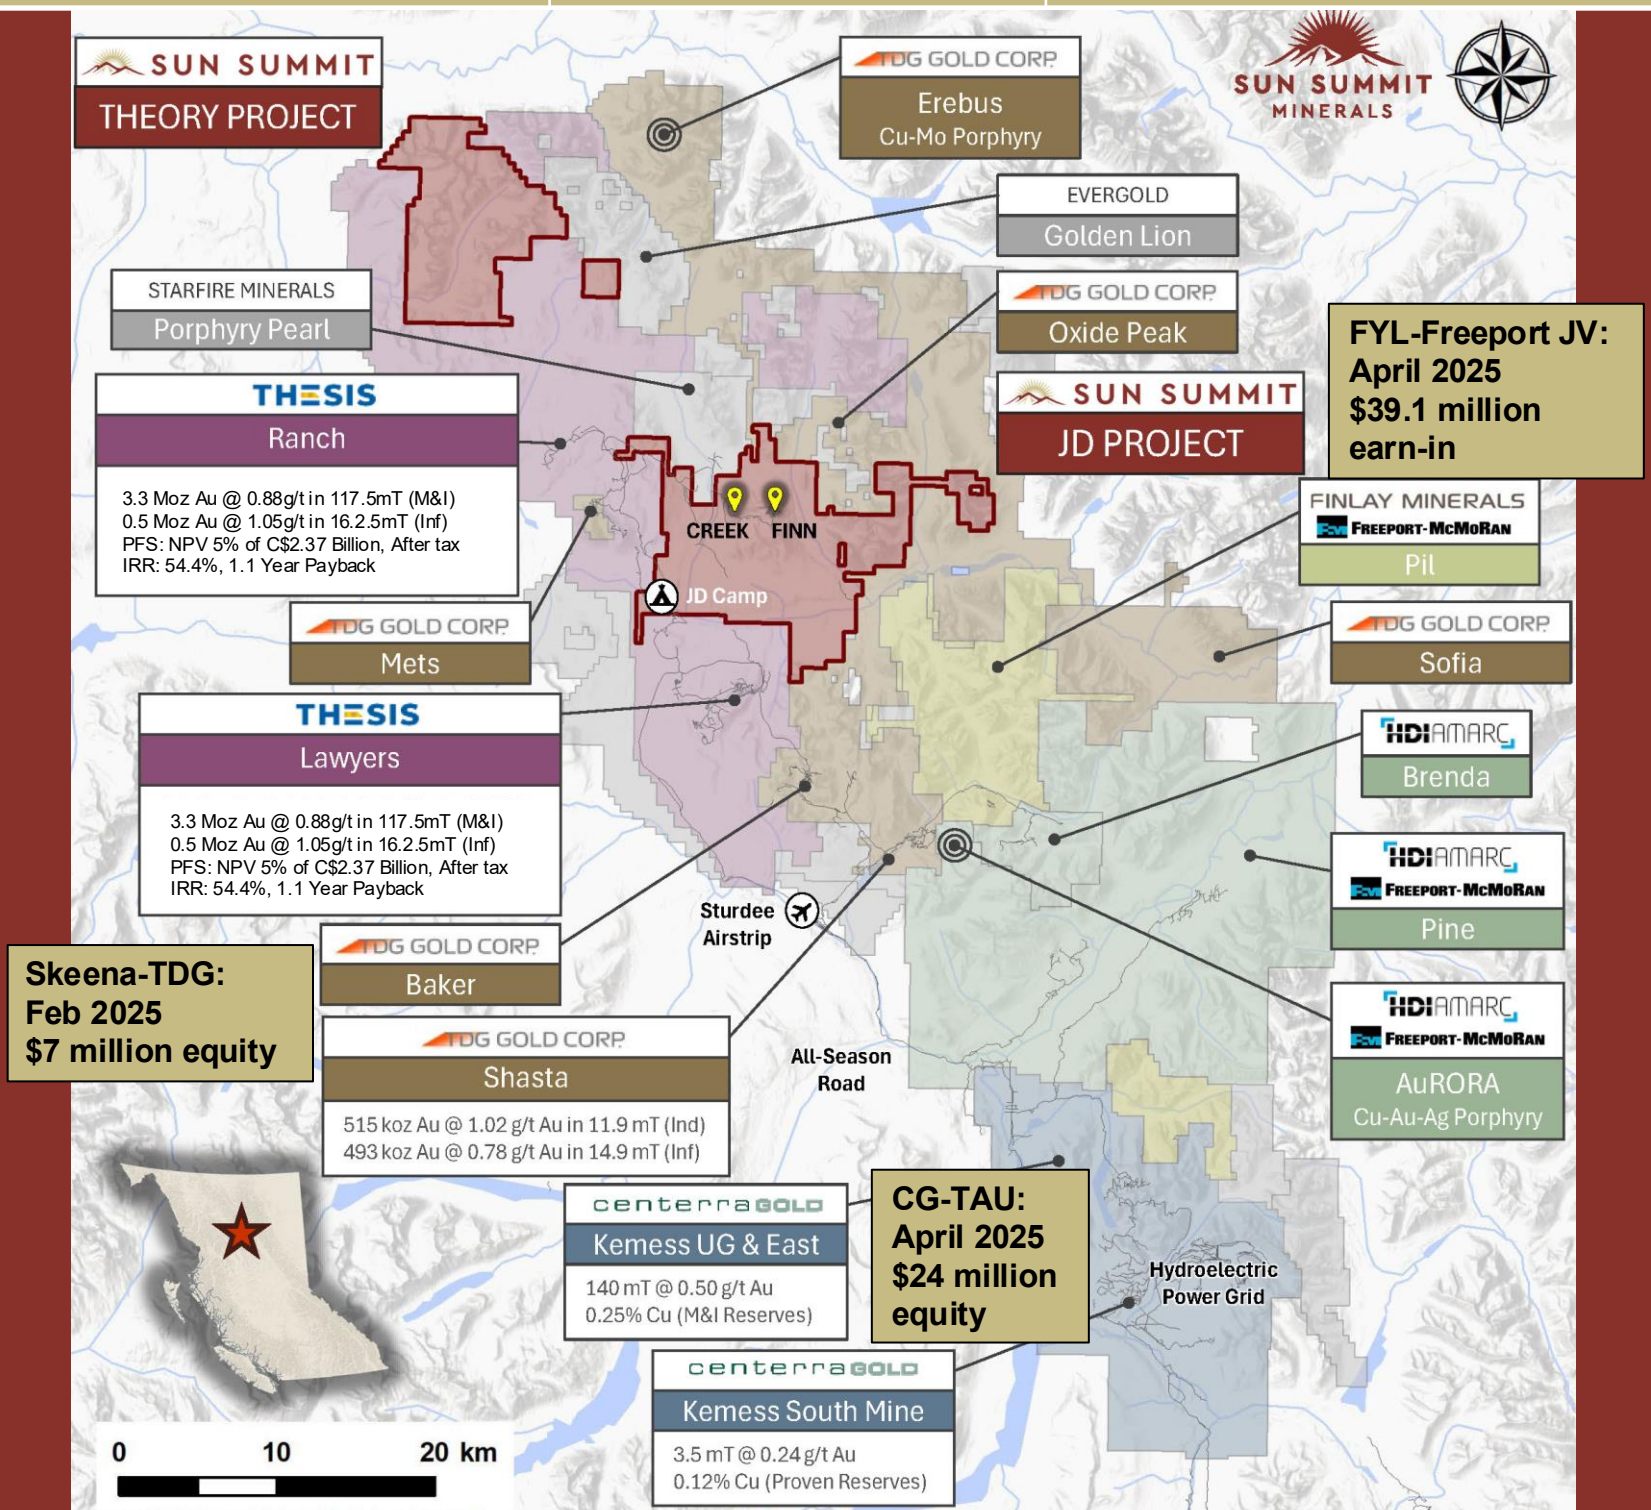 SUN SUMMIT
THEORY PROJECT
TDG GOLD CORP.
Erebus
Cu-Mo Porphyry
SUN SUMMIT
MINERALS
EVERGOLD
Golden Lion
STARFIRE MINERALS
Porphyry Pearl
TDG GOLD CORP.
Oxide Peak
FYL-Freeport JV:
April 2025
$39.1 million
earn-in
THESIS
Ranch
3.3 Moz Au @ 0.88g/t in 117.5mT (M&I)
0.5 Moz Au @ 1.05g/t in 16.2.5mT (Inf)
PFS: NPV 5% of C$2.37 Billion, After tax
IRR: 54.4%, 1.1 Year Payback
SUN SUMMIT
JD PROJECT
CREEK FINN
JD Camp
FINLAY MINERALS
FCX FREEPORT-McMoRAN
Pil
TDG GOLD CORP.
Mets
TDG GOLD CORP.
Sofia
THESIS
Lawyers
3.3 Moz Au @ 0.88g/t in 117.5mT (M&I)
0.5 Moz Au @ 1.05g/t in 16.2.5mT (Inf)
PFS: NPV 5% of C$2.37 Billion, After tax
IRR: 54.4%, 1.1 Year Payback
HDI AMARC
Brenda
HDI AMARC
FCX FREEPORT-McMoRAN
Pine
Sturdee
Airstrip
TDG GOLD CORP.
Baker
Skeena-TDG:
Feb 2025
$7 million equity
HDI AMARC
FCX FREEPORT-McMoRAN
AuRORA
Cu-Au-Ag Porphyry
TDG GOLD CORP.
Shasta
515 koz Au @ 1.02 g/t Au in 11.9 mT (Ind)
493 koz Au @ 0.78 g/t Au in 14.9 mT (Inf)
All-Season
Road
centerra GOLD
Kemess UG & East
140 mT @ 0.50 g/t Au
0.25% Cu (M&I Reserves)
CG-TAU:
April 2025
$24 million
equity
Hydroelectric
Power Grid
centerra GOLD
Kemess South Mine
3.5 mT @ 0.24 g/t Au
0.12% Cu (Proven Reserves)
0 10 20 km